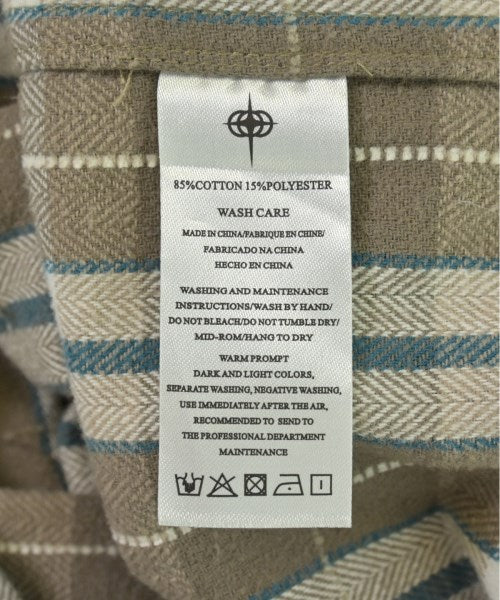 85%COTTON 15%POLYESTER
WASH CARE
MADE IN CHINA/FABRIQUE EN CHINE/
FABRICADO NA CHINA
HECHO EN CHINA
WASHING AND MAINTENANCE
INSTRUCTIONS/WASH BY HAND/
DO NOT BLEACH/DO NOT TUMBLE DRY/
MID-ROM/HANG TO DRY
WARM PROMPT
DARK AND LIGHT COLORS,
SEPARATE WASHING, NEGATIVE WASHING,
USE IMMEDIATELY AFTER THE AIR,
RECOMMENDED TO SEND TO
THE PROFESSIONAL DEPARTMENT
MAINTENANCE